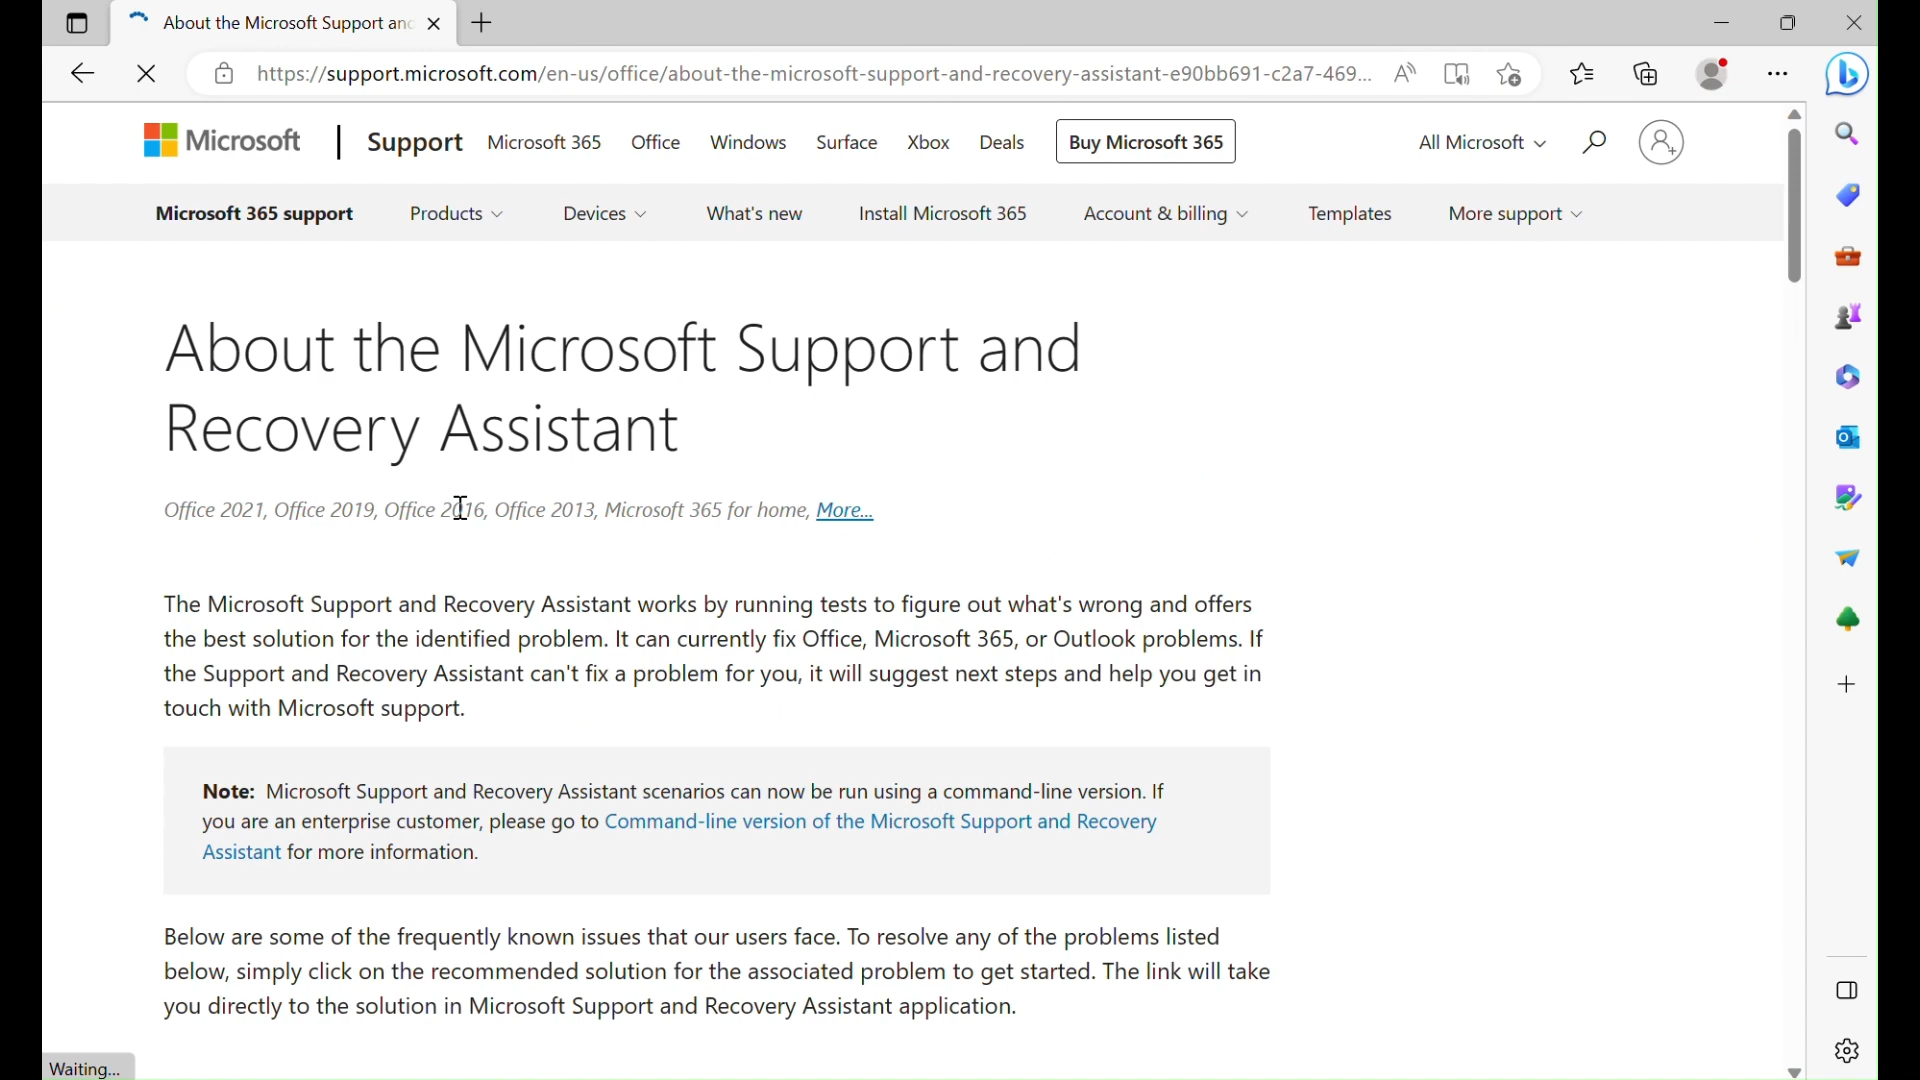 About the Microsoft Support and
https://support.microsoft.com/en-us/office/about-the-microsoft-support-and-recovery-assistant-e90bb691-c2a7-469...
Microsoft | Support Microsoft 365 Office Windows Surface Xbox Deals Buy Microsoft 365 All Microsoft
Microsoft 365 support Products Devices What's new Install Microsoft 365 Account & billing Templates More support
About the Microsoft Support and
Recovery Assistant
Office 2021, Office 2019, Office 2016, Office 2013, Microsoft 365 for home, More...
The Microsoft Support and Recovery Assistant works by running tests to figure out what's wrong and offers
the best solution for the identified problem. It can currently fix Office, Microsoft 365, or Outlook problems. If
the Support and Recovery Assistant can't fix a problem for you, it will suggest next steps and help you get in
touch with Microsoft support.
Note: Microsoft Support and Recovery Assistant scenarios can now be run using a command-line version. If
you are an enterprise customer, please go to Command-line version of the Microsoft Support and Recovery
Assistant for more information.
Below are some of the frequently known issues that our users face. To resolve any of the problems listed
below, simply click on the recommended solution for the associated problem to get started. The link will take
you directly to the solution in Microsoft Support and Recovery Assistant application.
Waiting...